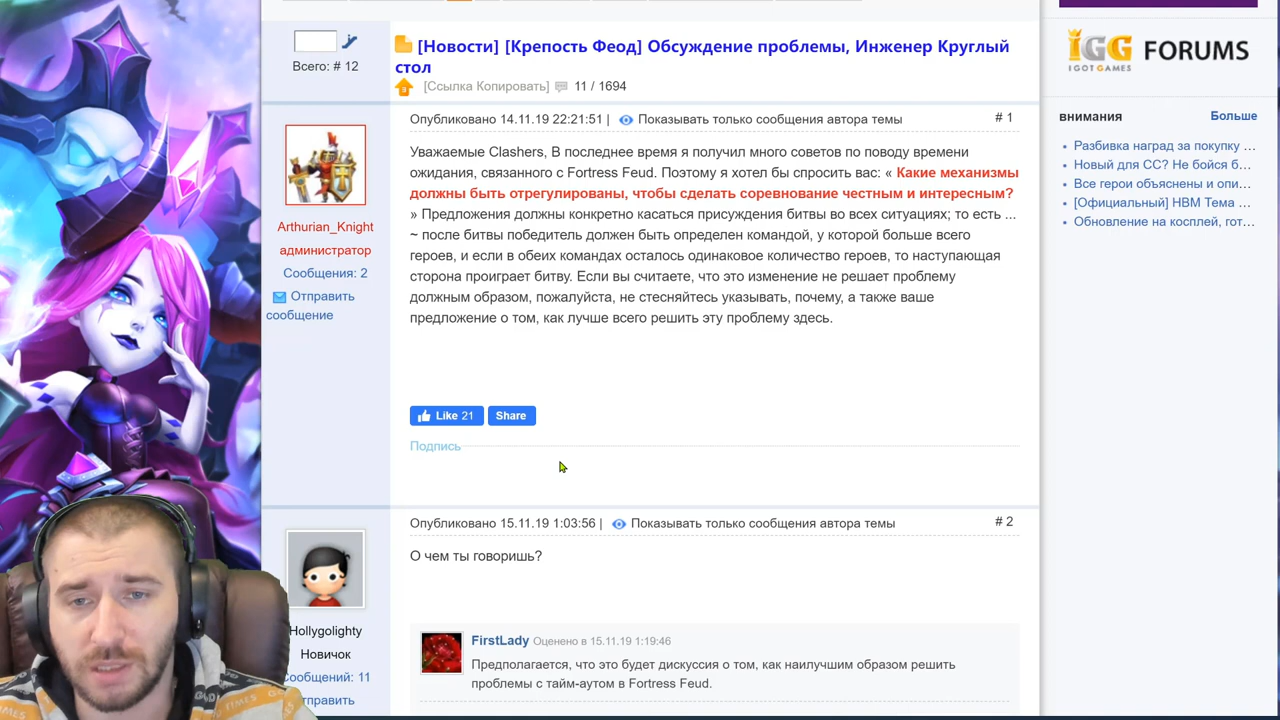 Всего: # 12
[Новости] [Крепость Феод] Обсуждение проблемы, Инженер Круглый
стол
[Ссылка Копировать] 11 / 1694
Опубликовано 14.11.19 22:21:51 | Показывать только сообщения автора темы # 1
Arthurian_Knight
администратор
Сообщения: 2
Отправить
сообщение
Уважаемые Clashers, В последнее время я получил много советов по поводу времени
ожидания, связанного с Fortress Feud. Поэтому я хотел бы спросить вас: « Какие механизмы
должны быть отрегулированы, чтобы сделать соревнование честным и интересным?
» Предложения должны конкретно касаться присуждения битвы во всех ситуациях; то есть ...
~ после битвы победитель должен быть определен командой, у которой больше всего
героев, и если в обеих командах осталось одинаковое количество героев, то наступающая
сторона проиграет битву. Если вы считаете, что это изменение не решает проблему
должным образом, пожалуйста, не стесняйтесь указывать, почему, а также ваше
предложение о том, как лучше всего решить эту проблему здесь.
Like 21 Share
Подпись
Опубликовано 15.11.19 1:03:56 | Показывать только сообщения автора темы # 2
Hollygolighty
Новичок
Сообщений: 11
О чем ты говоришь?
FirstLady Оценено в 15.11.19 1:19:46
Предполагается, что это будет дискуссия о том, как наилучшим образом решить
проблемы с тайм-аутом в Fortress Feud.
IGG FORUMS
I GOT GAMES
внимания Больше
Разбивка наград за покупку ...
Новый для СС? Не бойся б...
Все герои объяснены и опи...
[Официальный] НВМ Тема ...
Обновление на косплей, гот...